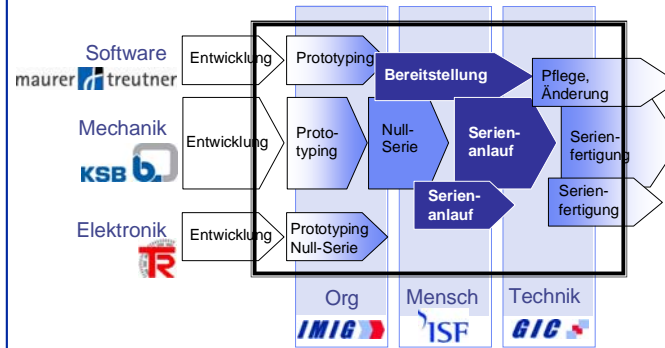 Software
maurer treutner
Entwicklung
Prototyping
Bereitstellung
Pflege,
Änderung
Mechanik
KSB b.
Entwicklung
Proto-
typing
Null-
Serie
Serien-
anlauf
Serien-
fertigung
Serien-
anlauf
Serien-
fertigung
Elektronik
TR
Entwicklung
Prototyping
Null-Serie
Org
Mensch
Technik
IMIG
ISF
GIC